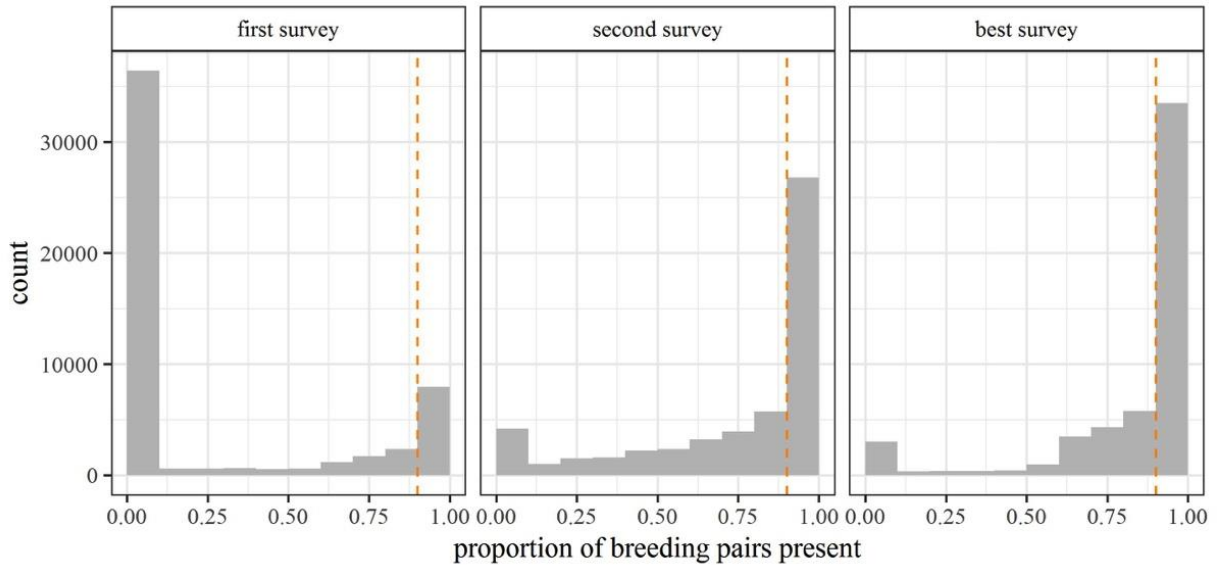 first survey
second survey
best survey
count
30000
20000
10000
0
0.00 0.25 0.50 0.75 1.00
0.00 0.25 0.50 0.75 1.00
0.00 0.25 0.50 0.75 1.00
proportion of breeding pairs present